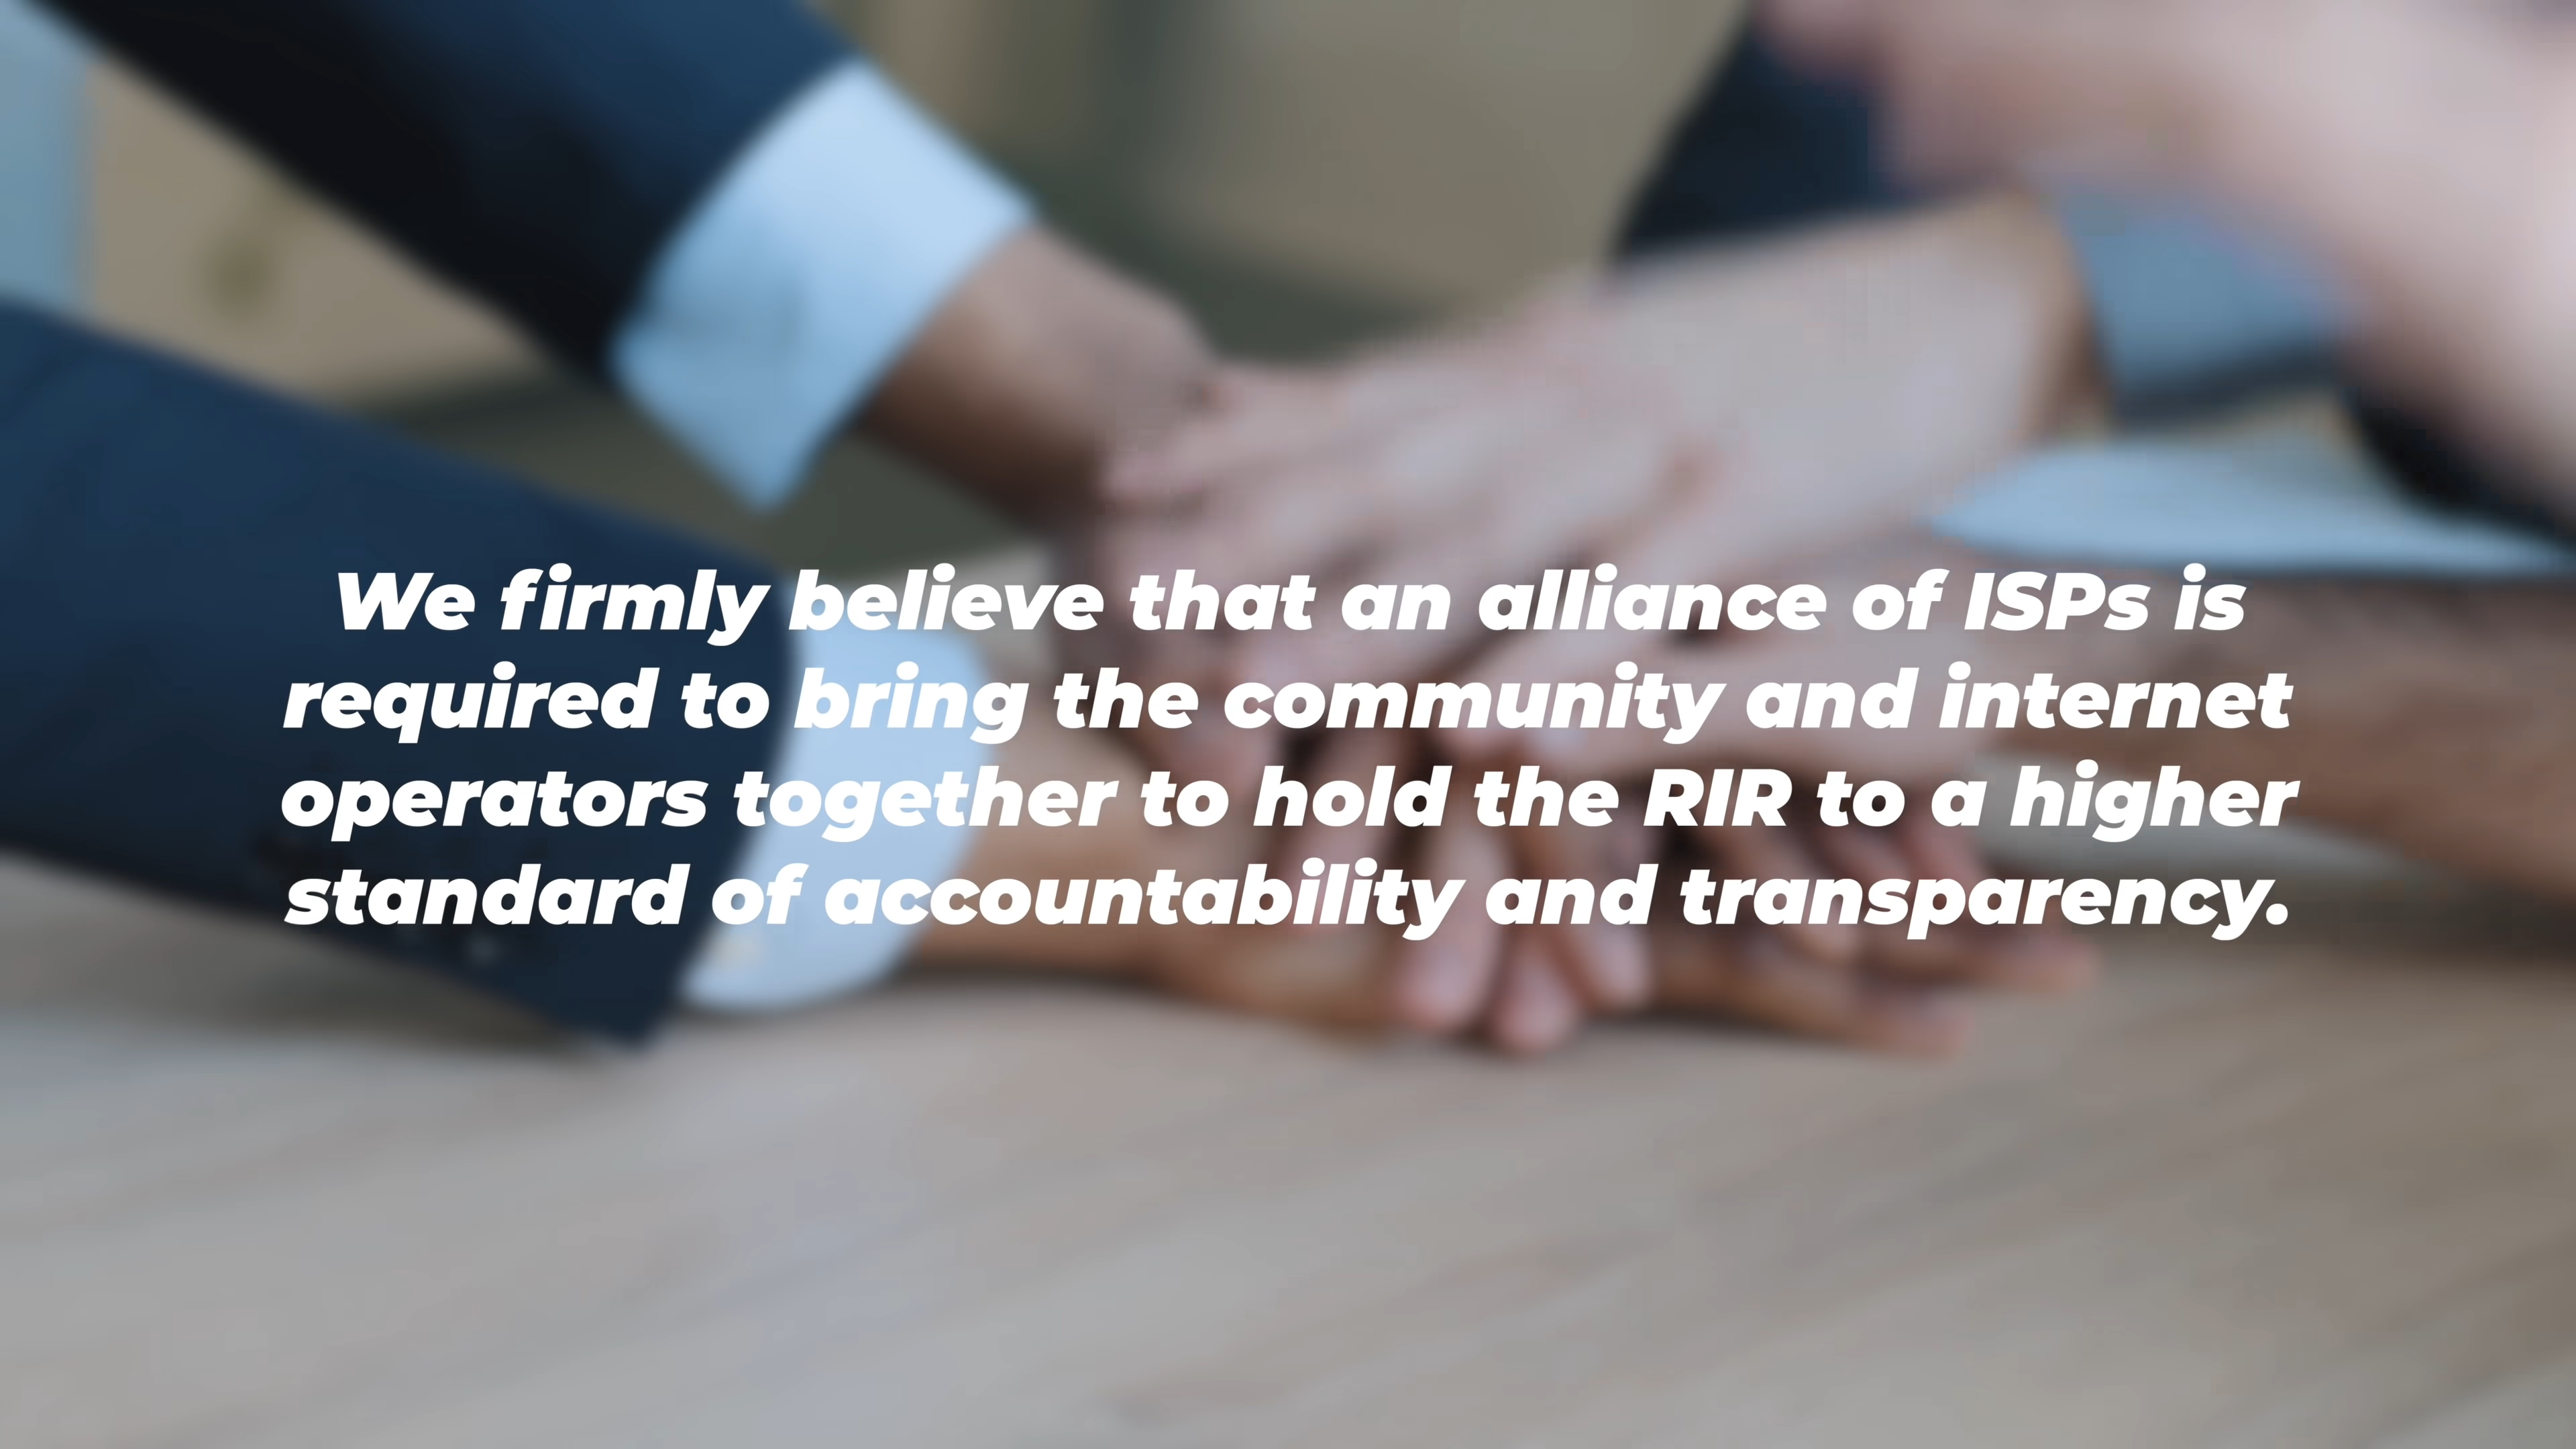 We firmly believe that an alliance of ISPs is
required to bring the community and internet
operators together to hold the RIR to a higher
standard of accountability and transparency.